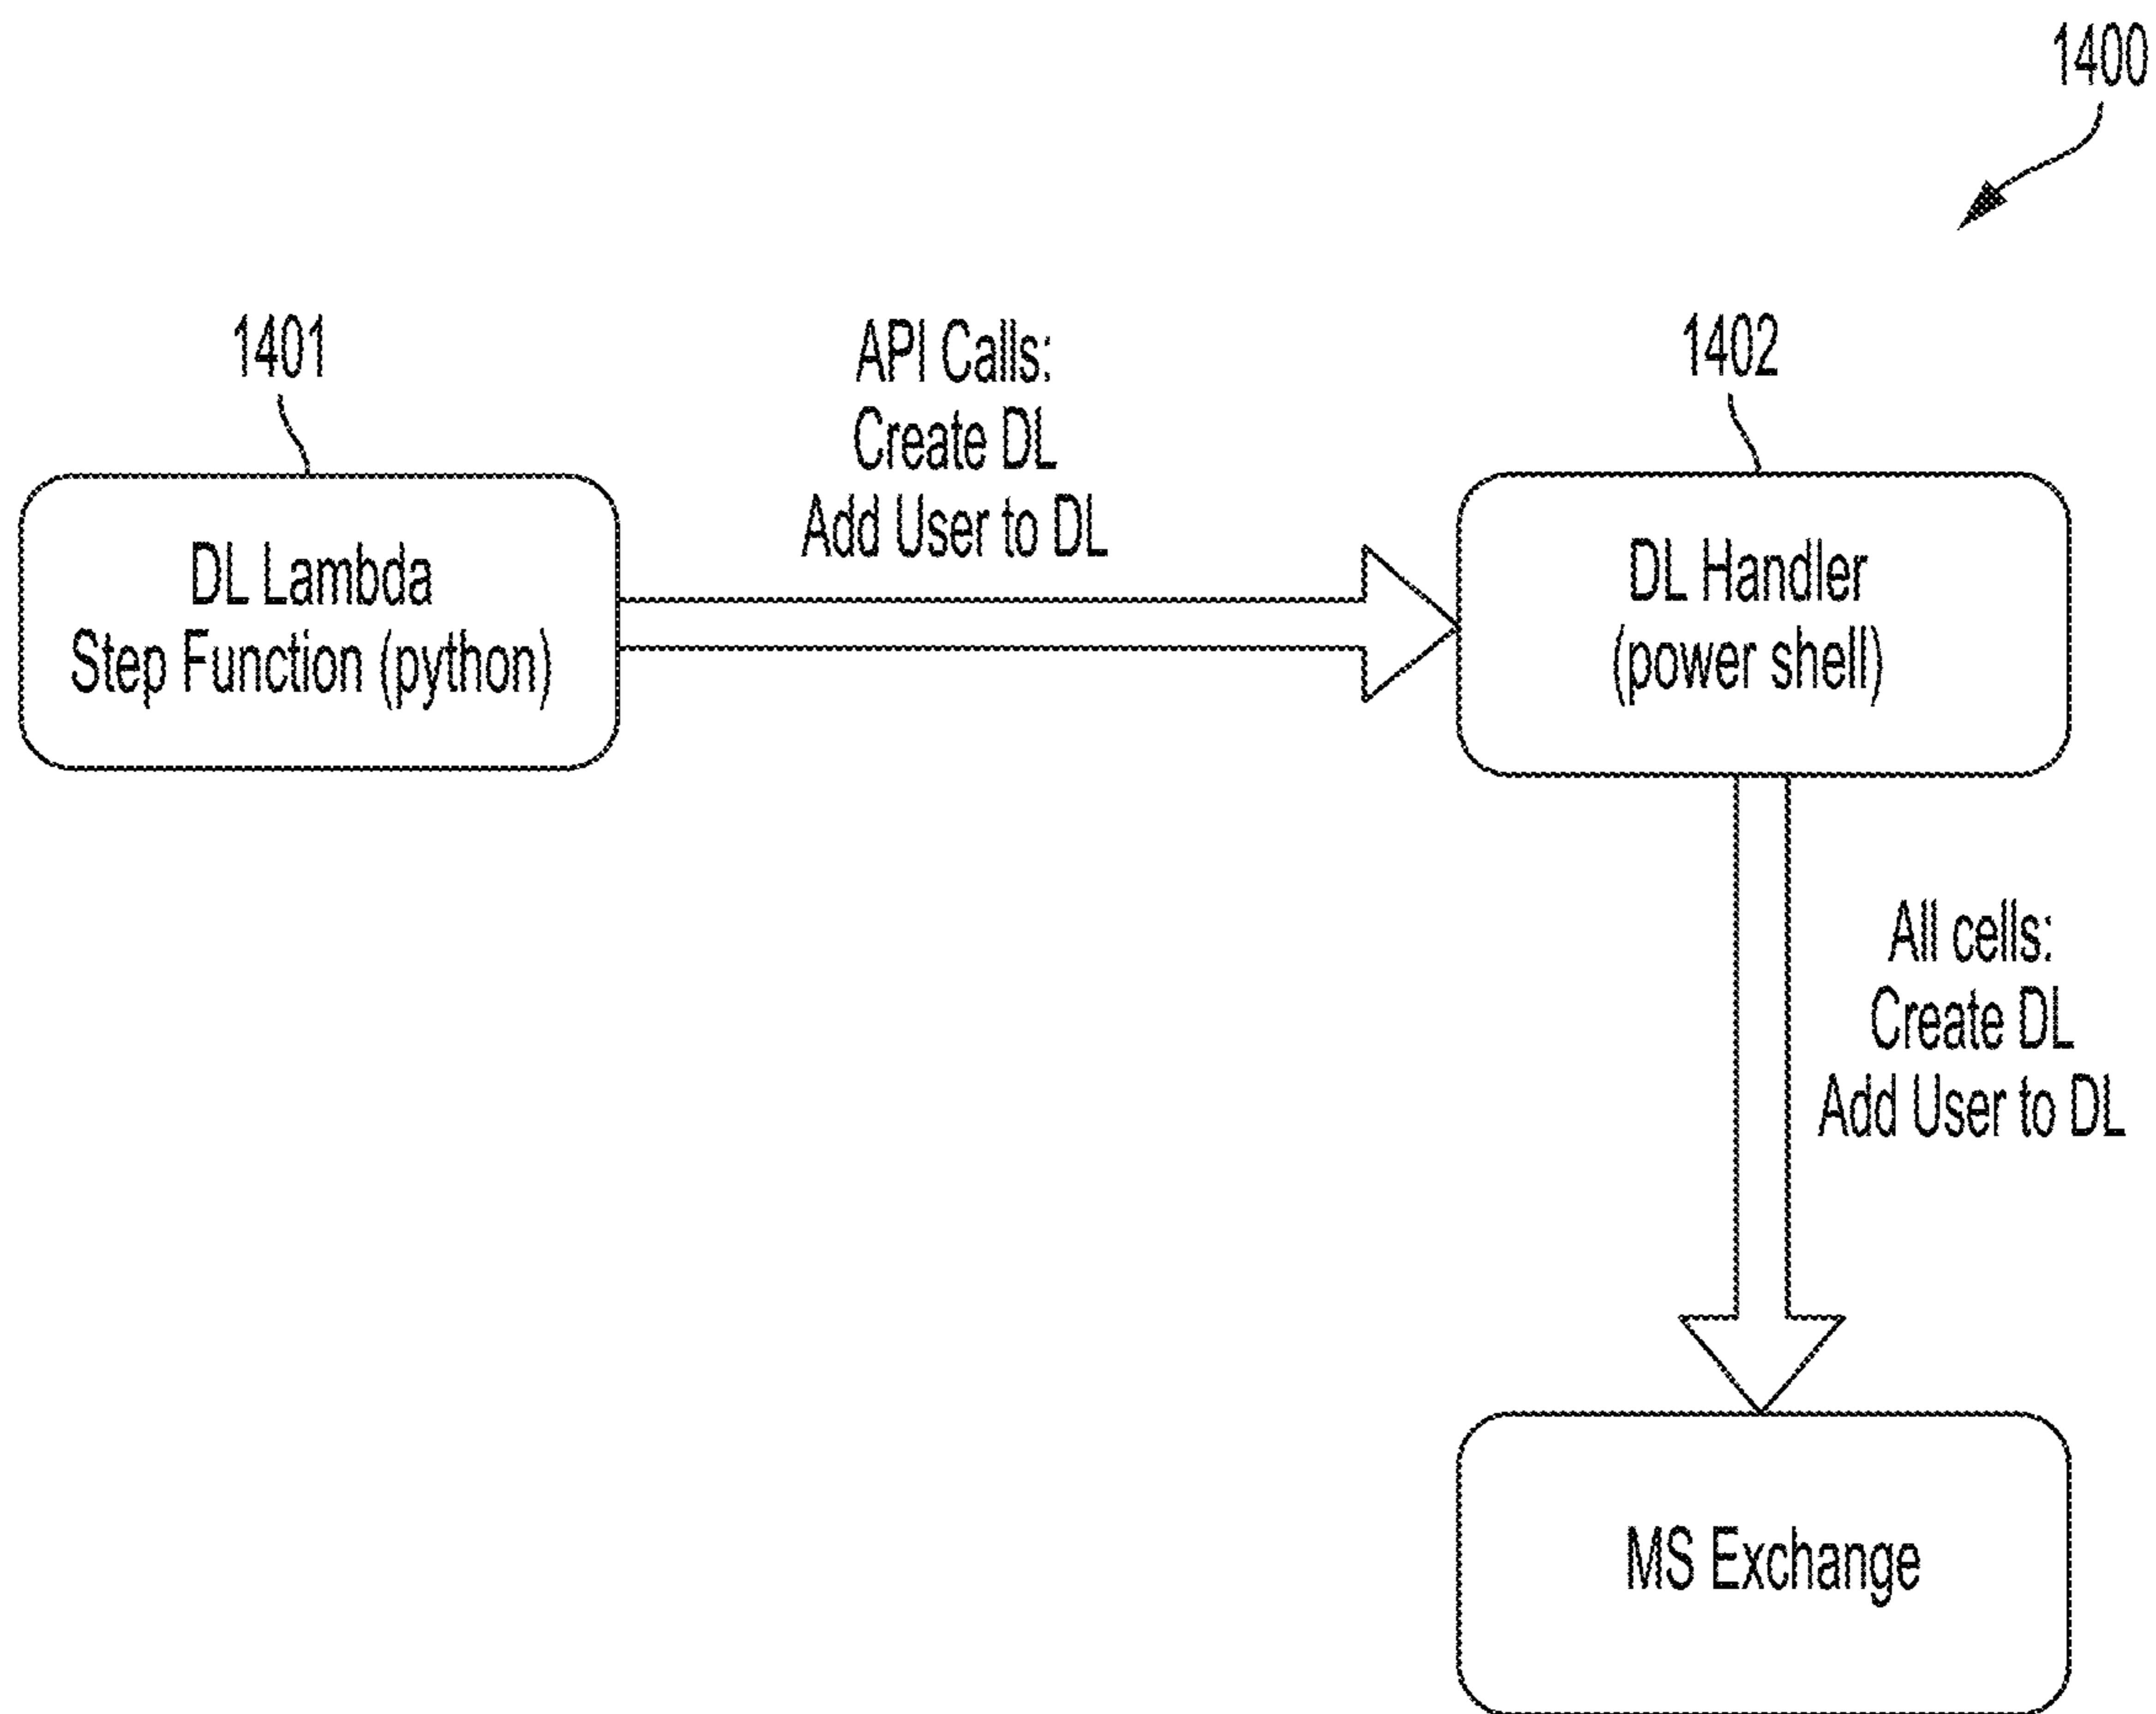 1400
1401
API Calls:
Create DL
Add User to DL
1402
DL Lambda
Step Function (python)
DL Handler
(power shell)
All cells:
Create DL
Add User to DL
MS Exchange